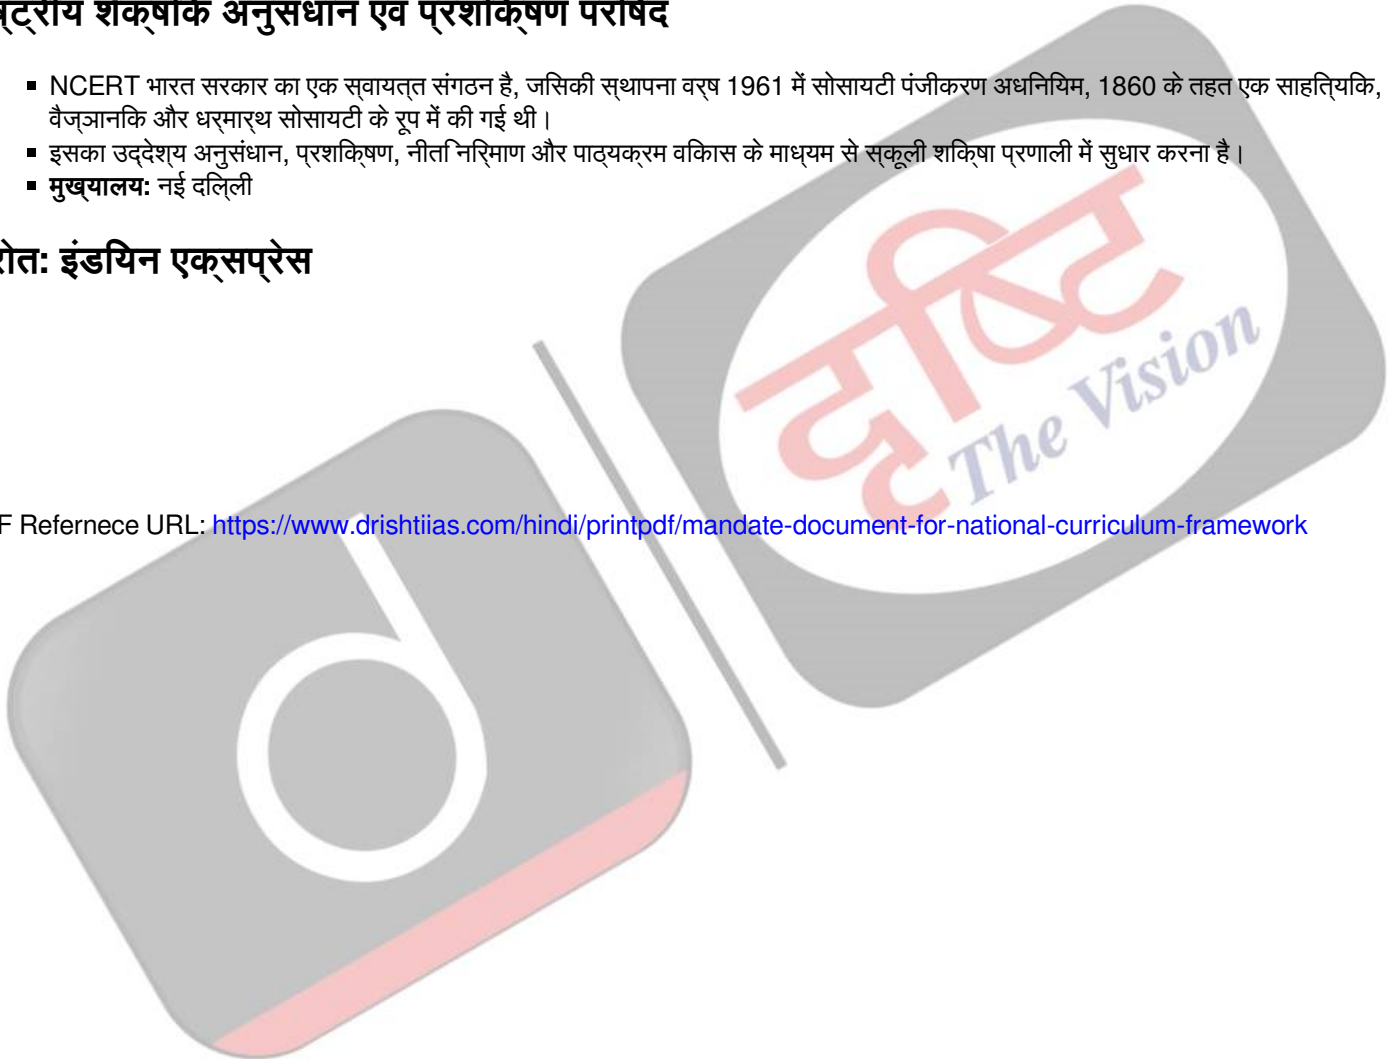 ष्ट्रीय शैक्षिक अनुसंधान एवं प्रशिक्षण परिषद
▪ NCERT भारत सरकार का एक स्वायत्त संगठन है, जिसकी स्थापना वर्ष 1961 में सोसायटी पंजीकरण अधिनियम, 1860 के तहत एक साहित्यिक,
वैज्ञानिक और धर्मार्थ सोसायटी के रूप में की गई थी।
▪ इसका उद्देश्य अनुसंधान, प्रशिक्षण, नीति निर्माण और पाठ्यक्रम विकास के माध्यम से स्कूली शिक्षा प्रणाली में सुधार करना है।
▪ मुख्यालय: नई दिल्ली
रोत: इंडियन एक्सप्रेस
दृष्टि
The Vision
F Refernece URL: https://www.drishtiias.com/hindi/printpdf/mandate-document-for-national-curriculum-framework